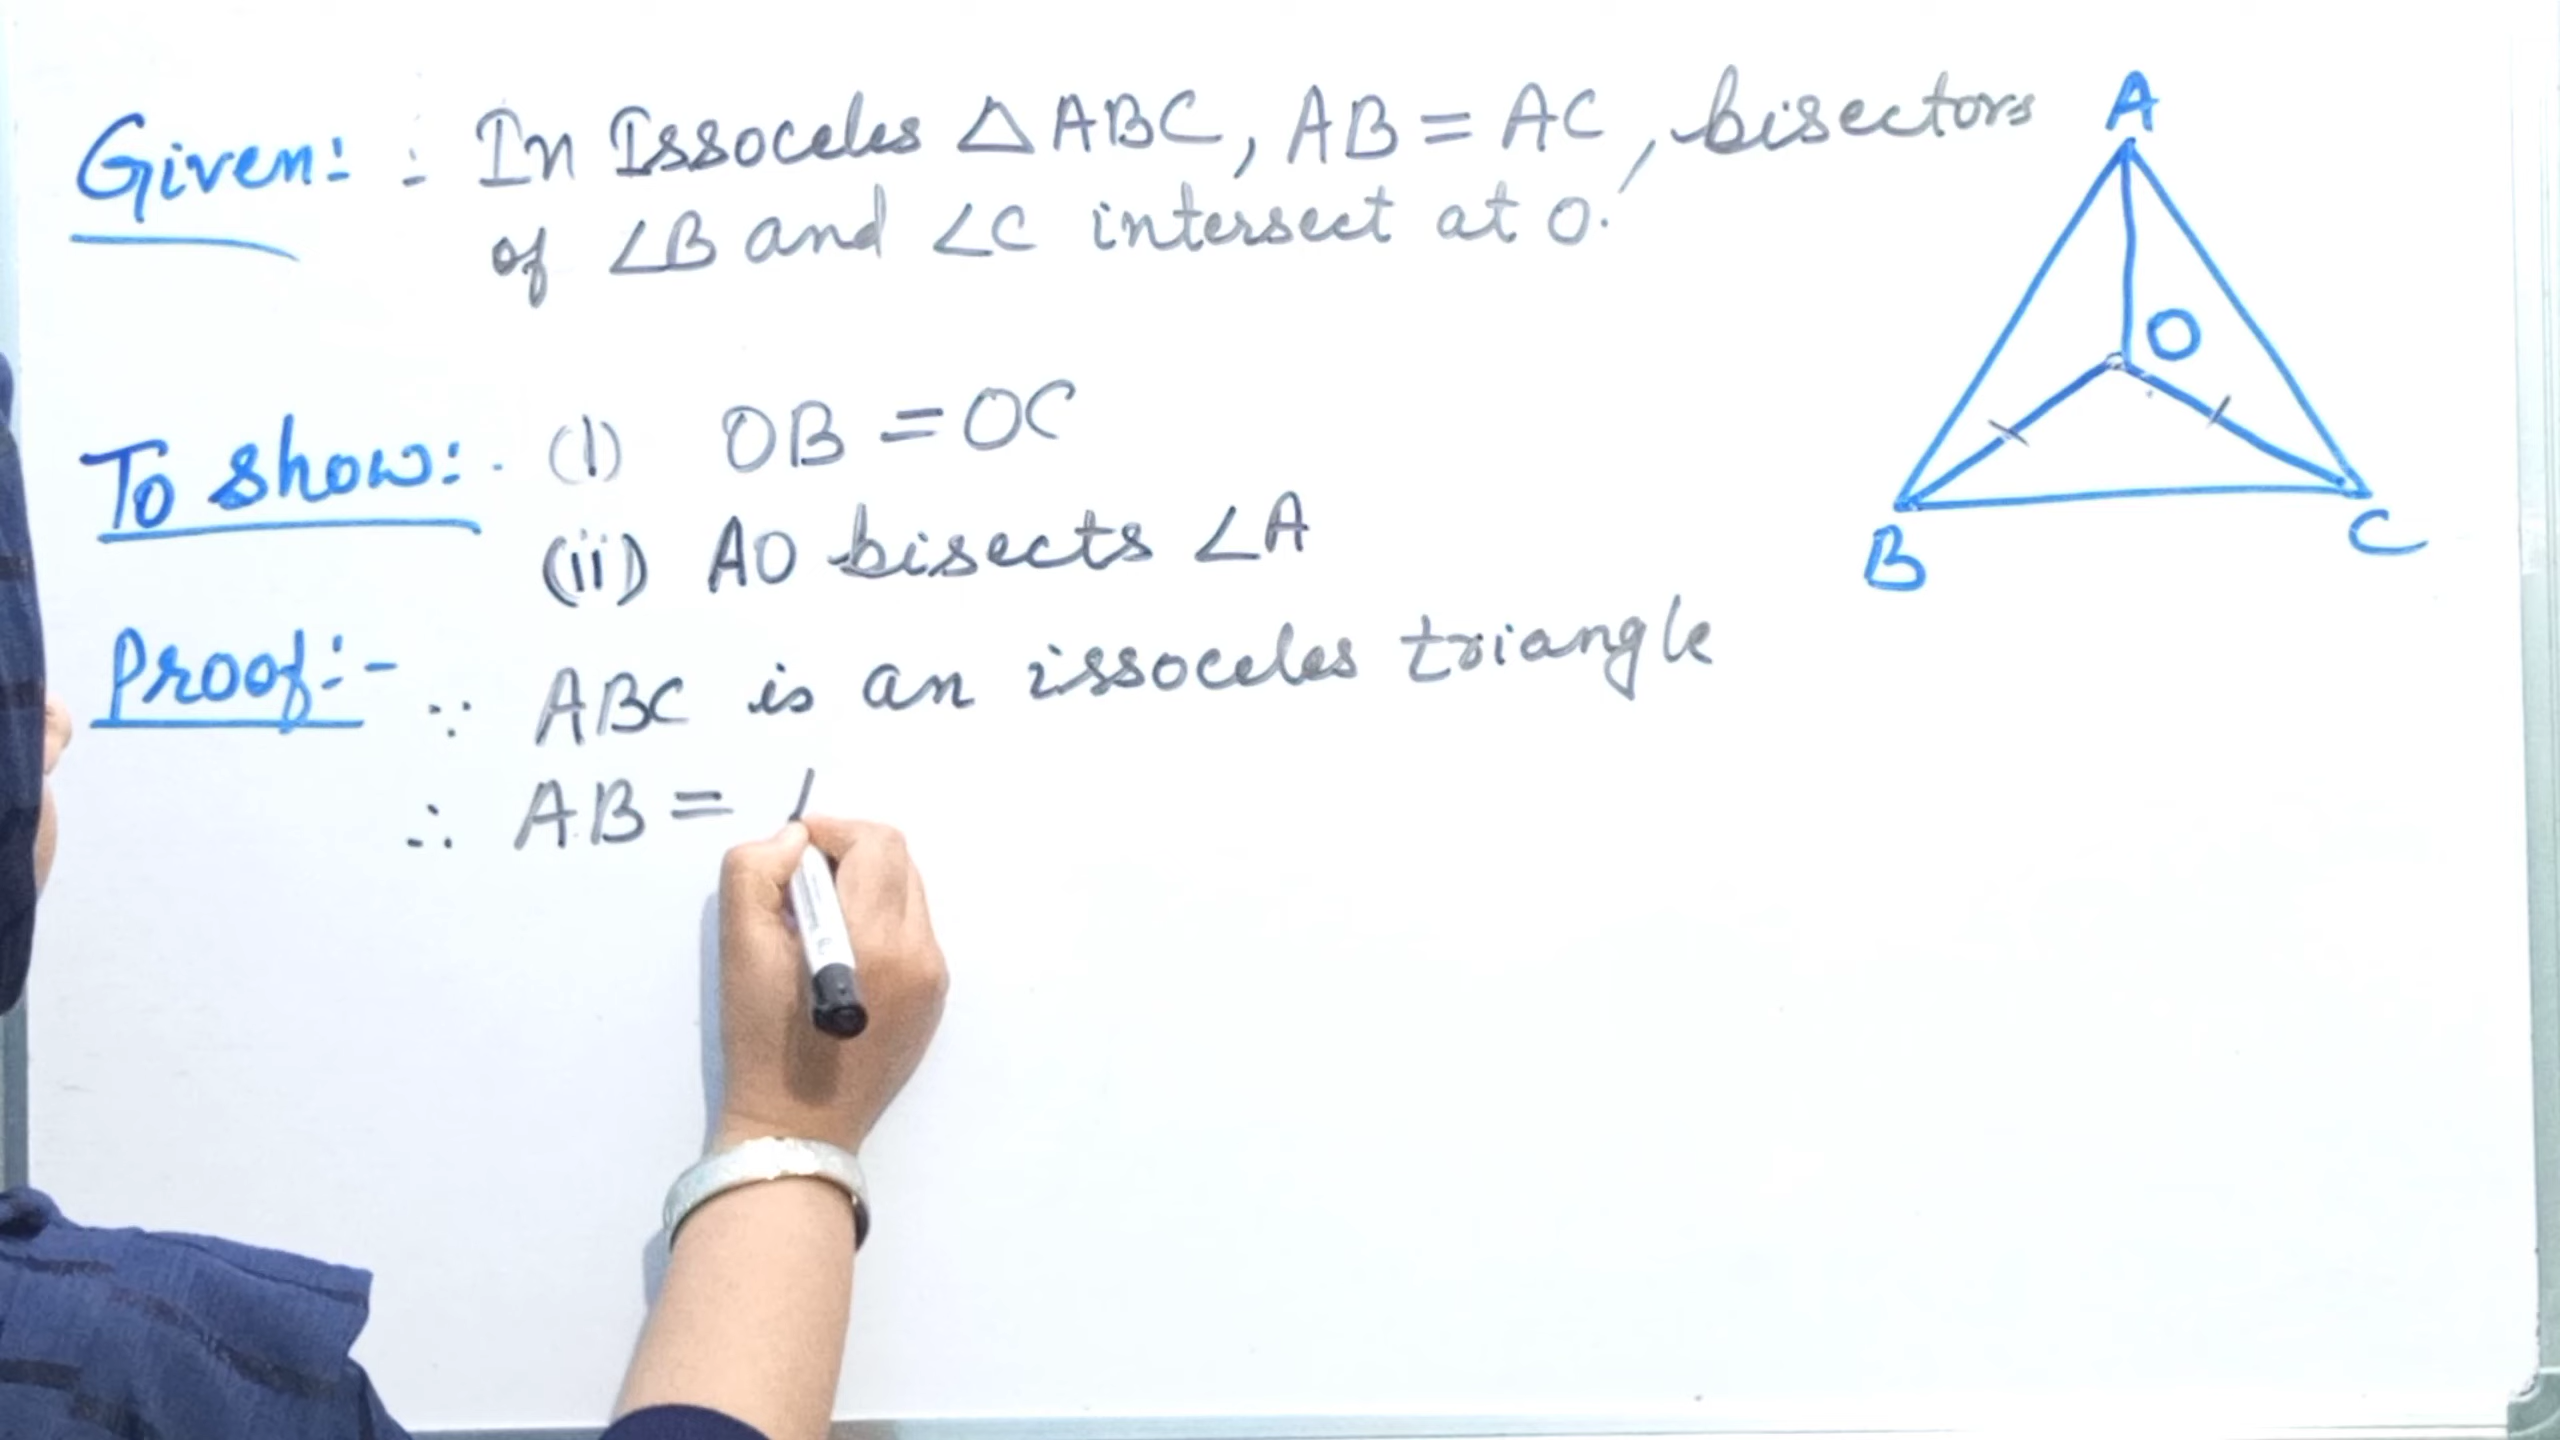 Given: : In Issoceles △ABC, AB = AC, bisectors
of ∠B and ∠C intersect at O.
To show: . (i) OB = OC
(ii) AO bisects ∠A
Proof:- ∵ ABC is an issoceles triangle
∴ AB =
A
O
B
C